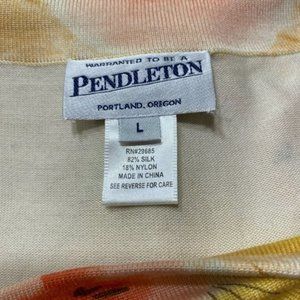 WARRANTED TO BE A
PENDLETON
PORTLAND, OREGON
L
RN#29685
82% SILK
18% NYLON
MADE IN CHINA
SEE REVERSE FOR CARE